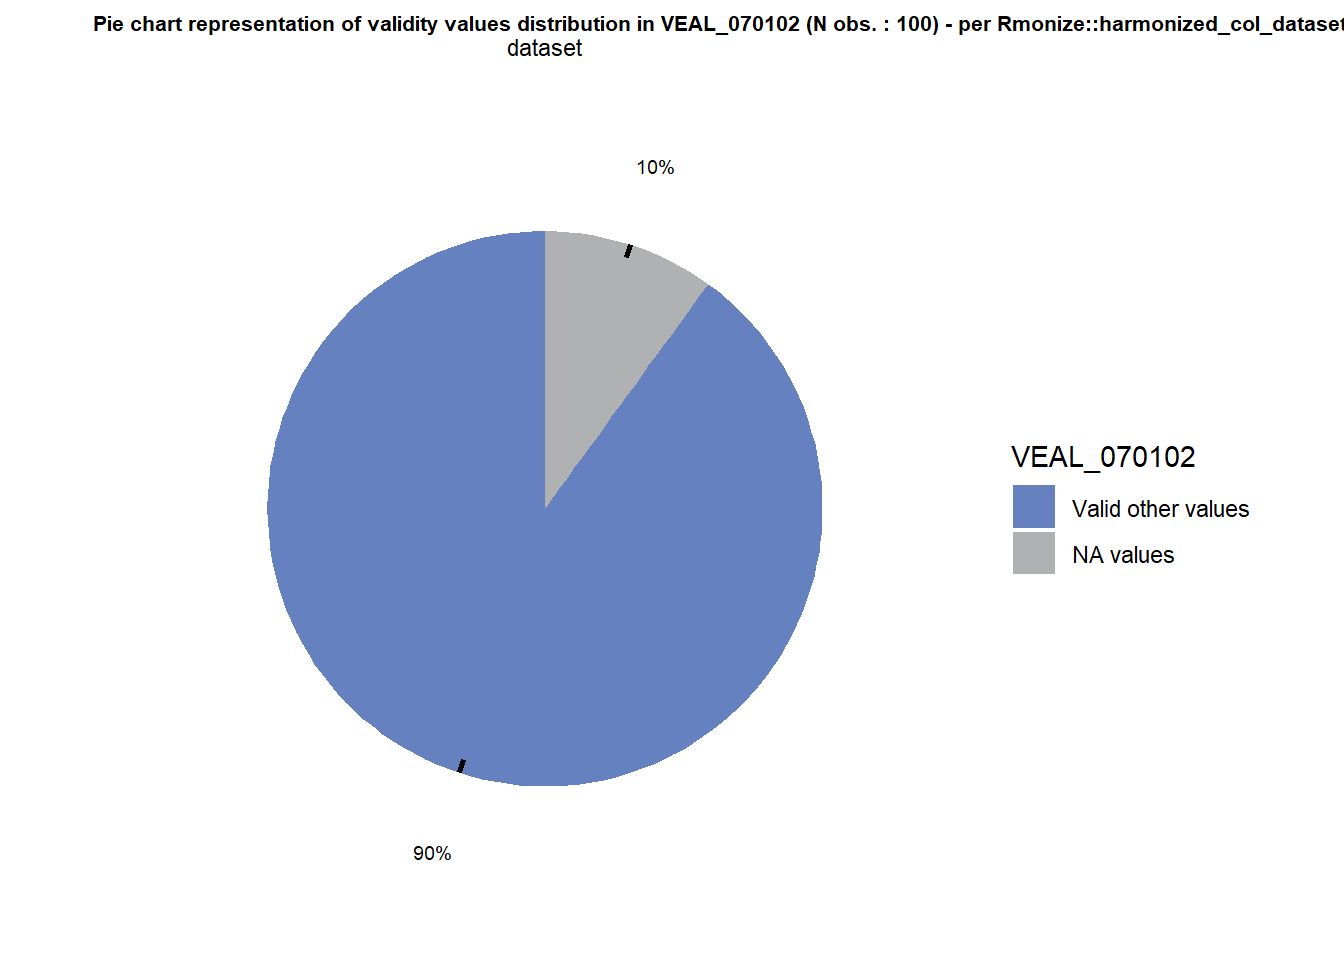 Pie chart representation of validity values distribution in VEAL_070102 (N obs. : 100) - per Rmonize::harmonized_col_dataset
dataset
10%
VEAL_070102
Valid other values
NA values
90%